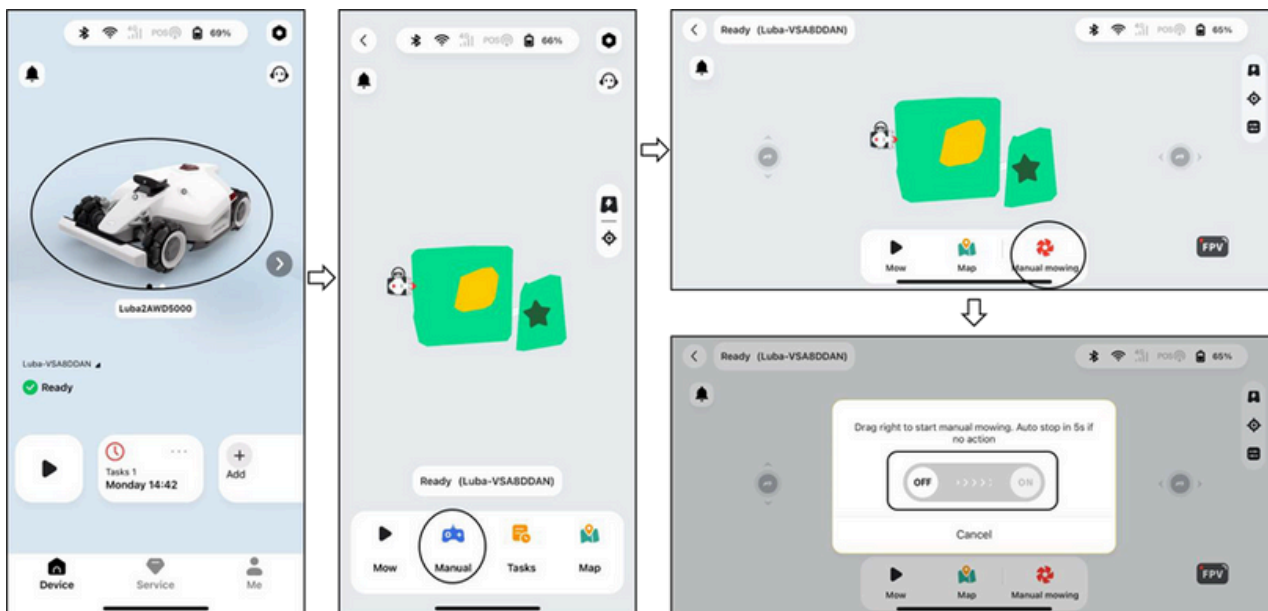 69%
Luba2AWD5000
Luba-VSA8DDAN
Ready
Tasks 1
Monday 14:42
Add
Device
Service
Me
4G
POS
66%
Ready (Luba-VSA8DDAN)
Mow
Manual
Tasks
Map
Ready (Luba-VSA8DDAN)
POS
65%
Mow
Map
Manual mowing
FPV
Ready (Luba-VSA8DDAN)
POS
65%
Drag right to start manual mowing. Auto stop in 5s if
no action
OFF
ON
Cancel
Mow
Map
Manual mowing
FPV